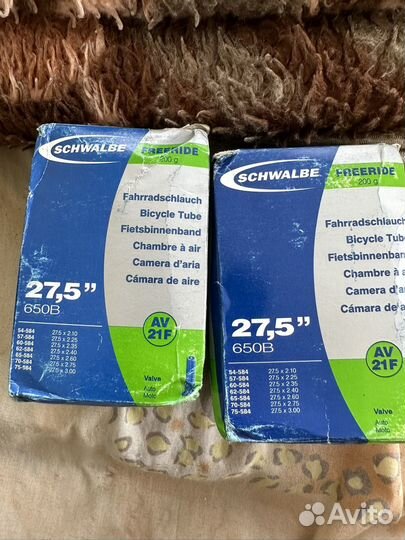 SCHWALBE
FREERIDE
200 g
Fahrradschlauch
Bicycle Tube
Fietsbinnenband
Chambre à air
Camera d'aria
Cámara de aire
27,5”
650B
AV
21F
54-584 27.5 x 2.10
57-584 27.5 x 2.25
60-584 27.5 x 2.35
62-584 27.5 x 2.40
65-584 27.5 x 2.60
70-584 27.5 x 2.75
75-584 27.5 x 3.00
Valve
Auto
Moto
SCHWALBE
FREERIDE
200 g
Fahrradschlauch
Bicycle Tube
Fietsbinnenband
Chambre à a
Camera d'a
Cámara de
27,5”
650B
AV
21F
54-584 27.5 x 2.10
57-584 27.5 x 2.25
60-584 27.5 x 2.35
62-584 27.5 x 2.40
65-584 27.5 x 2.60
70-584 27.5 x 2.75
75-584 27.5 x 3.00
Valve
Auto
Moto
Avito